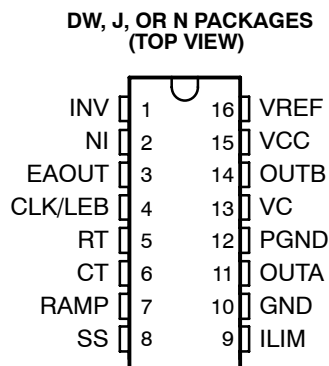 DW, J, OR N PACKAGES
(TOP VIEW)
INV 1 16 VREF
NI 2 15 VCC
EAOUT 3 14 OUTB
CLK/LEB 4 13 VC
RT 5 12 PGND
CT 6 11 OUTA
RAMP 7 10 GND
SS 8 9 ILIM